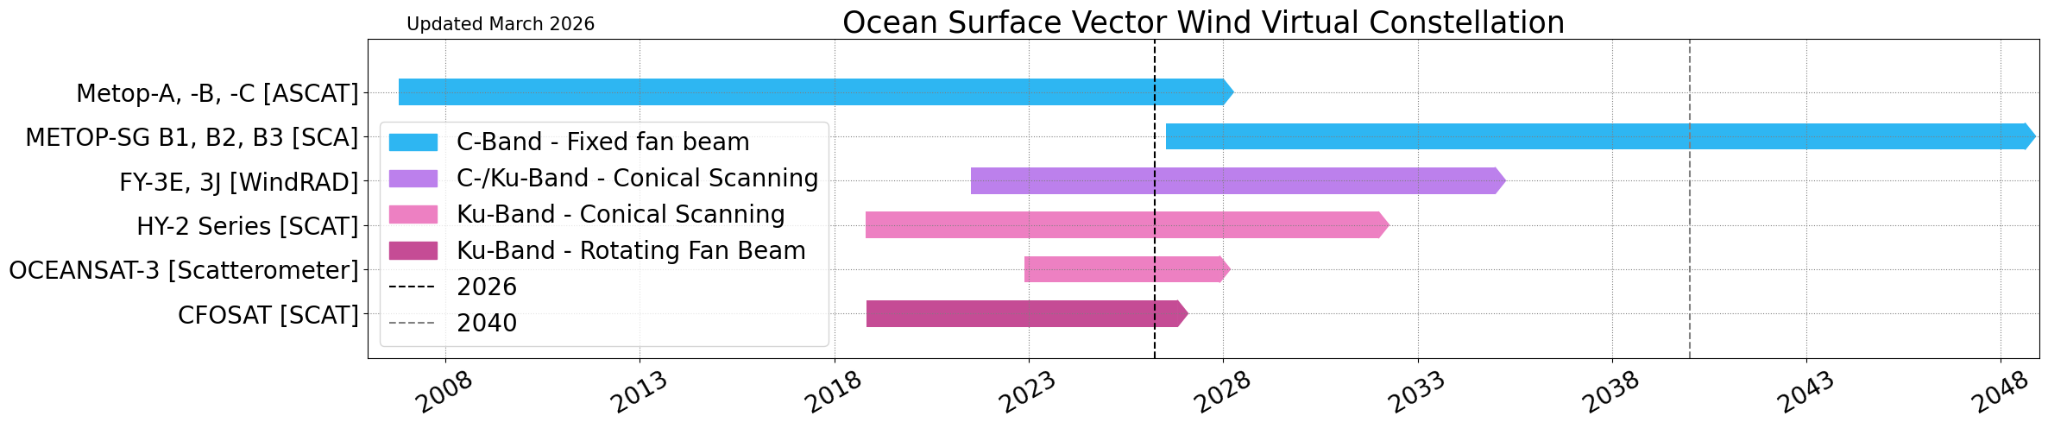 Updated March 2026
Ocean Surface Vector Wind Virtual Constellation
Metop-A, -B, -C [ASCAT]
METOP-SG B1, B2, B3 [SCA]
FY-3E, 3J [WindRAD]
HY-2 Series [SCAT]
OCEANSAT-3 [Scatterometer]
CFOSAT [SCAT]
C-Band - Fixed fan beam
C-/Ku-Band - Conical Scanning
Ku-Band - Conical Scanning
Ku-Band - Rotating Fan Beam
2026
2040
2008
2013
2018
2023
2028
2033
2038
2043
2048